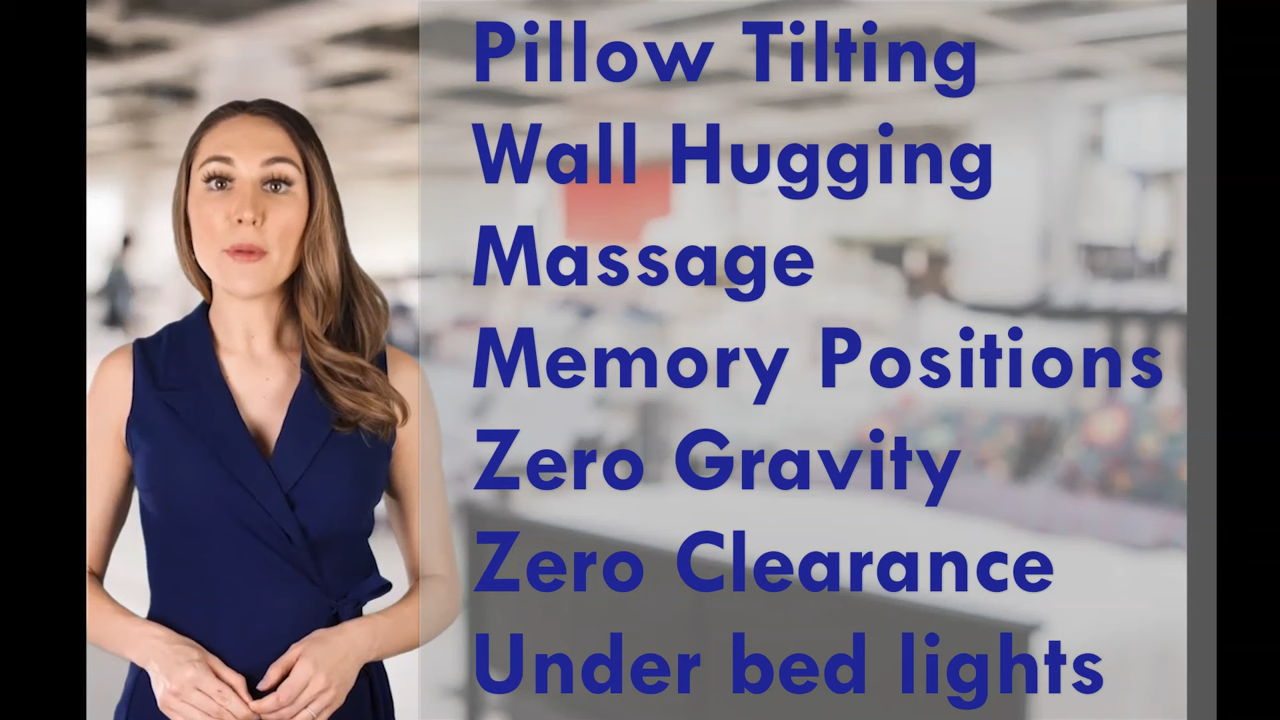 Pillow Tilting
Wall Hugging
Massage
Memory Positions
Zero Gravity
Zero Clearance
Under bed lights